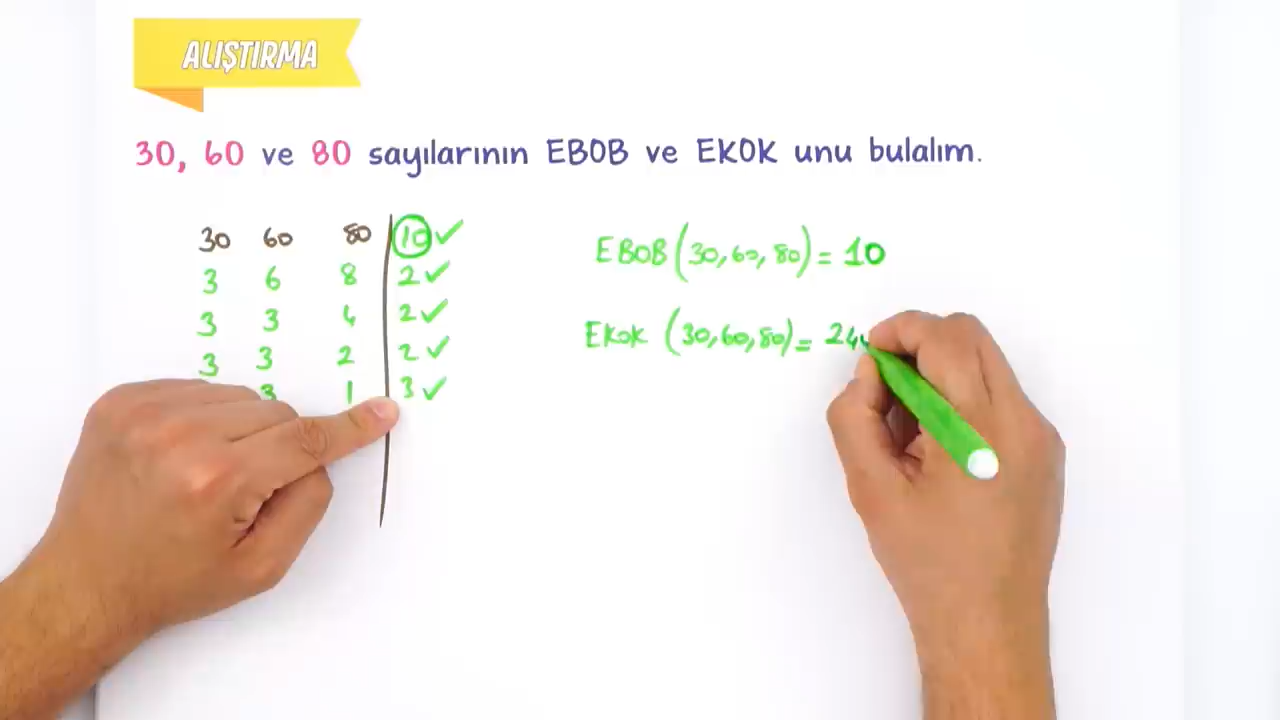 ALIŞTIRMA
30, 60 ve 80 sayılarının EBOB ve EKOK unu bulalım.
30 60 80 10 ✓
3 6 8 2 ✓
3 3 4 2 ✓
3 3 2 2 ✓
3 1 3 ✓
EBOB(30,60,80) = 10
Ekok (30,60,80) = 24